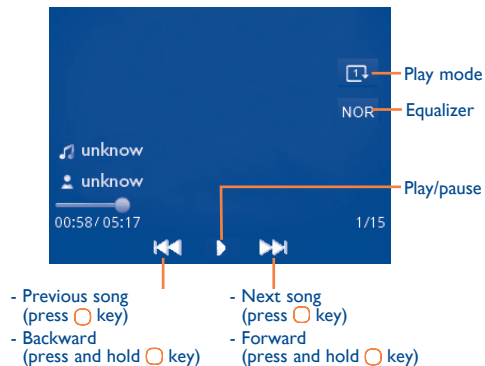 1
Play mode
NOR
Equalizer
unknow
unknow
Play/pause
00:58/05:17
1/15
- Previous song
(press key)
- Backward
(press and hold key)
- Next song
(press key)
- Forward
(press and hold key)